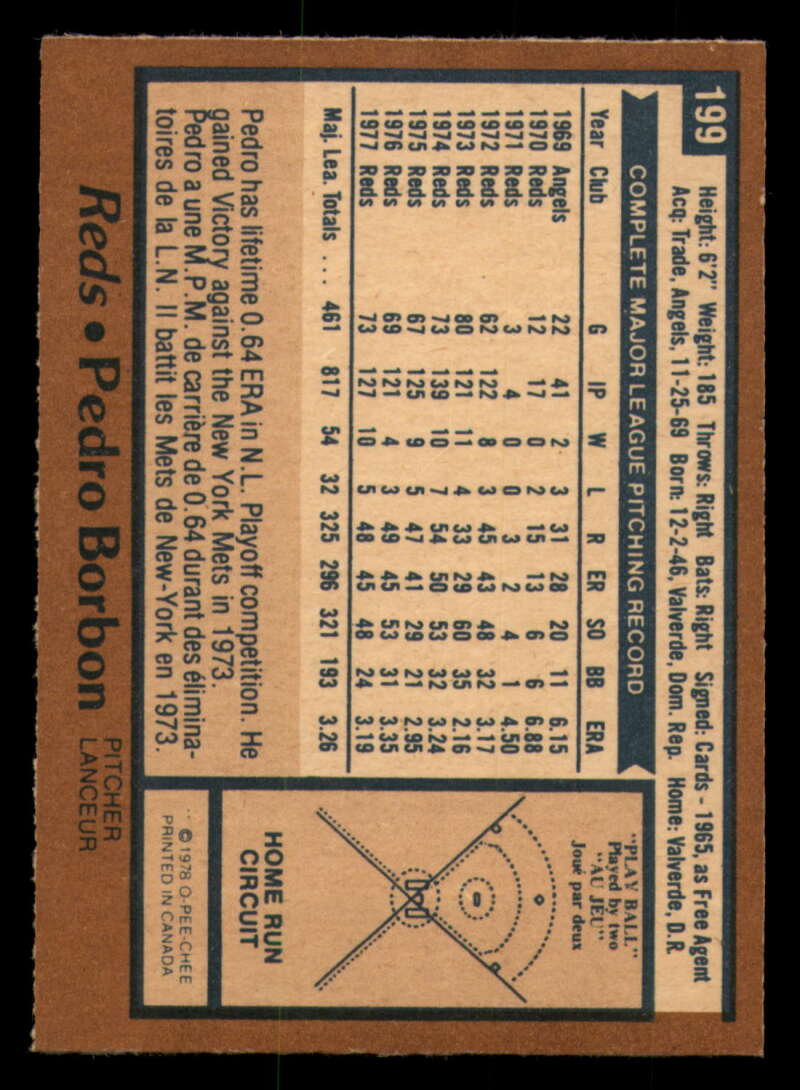 199
Height: 6'2" Weight: 185 Throws: Right Bats: Right Signed: Cards - 1965, as Free Agent
Acq: Trade, Angels, 11-25-69 Born: 12-2-46, Valverde, Dom. Rep. Home: Valverde, D.R.
COMPLETE MAJOR LEAGUE PITCHING RECORD
Year Club G IP W L R ER SO BB ERA
1969 Angels 22 41 2 3 31 28 20 11 6.15
1970 Reds 12 17 0 2 15 13 6 6 6.88
1971 Reds 3 4 0 0 3 2 4 1 4.50
1972 Reds 62 122 8 3 45 43 48 32 3.17
1973 Reds 80 121 11 4 33 29 60 35 2.16
1974 Reds 73 139 10 7 54 50 53 32 3.24
1975 Reds 67 125 9 5 47 41 29 21 2.95
1976 Reds 69 121 4 3 49 45 53 31 3.35
1977 Reds 73 127 10 5 48 45 48 24 3.19
Maj. Lea. Totals ... 461 817 54 32 325 296 321 193 3.26
Pedro has lifetime 0.64 ERA in N.L. Playoff competition. He
gained Victory against the New York Mets in 1973.
Pedro a une M.P.M. de carrière de 0.64 durant des élimina-
toires de la L.N. Il battit les Mets de New-York en 1973.
"PLAY BALL"
Played by two
"AU JEU"
Joué par deux
HOME RUN
CIRCUIT
© 1978 O-PEE-CHEE
PRINTED IN CANADA
Reds • Pedro Borbon
PITCHER
LANCEUR